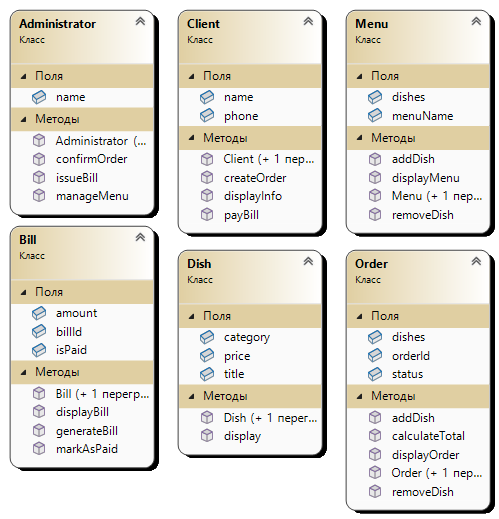 Administrator
Класс
Поля
name
Методы
Administrator (...
confirmOrder
issueBill
manageMenu
Client
Класс
Поля
name
phone
Методы
Client (+ 1 пер...
createOrder
displayInfo
payBill
Menu
Класс
Поля
dishes
menuName
Методы
addDish
displayMenu
Menu (+ 1 пер...
removeDish
Bill
Класс
Поля
amount
billId
isPaid
Методы
Bill (+ 1 перегр...
displayBill
generateBill
markAsPaid
Dish
Класс
Поля
category
price
title
Методы
Dish (+ 1 перег...
display
Order
Класс
Поля
dishes
orderId
status
Методы
addDish
calculateTotal
displayOrder
Order (+ 1 пер...
removeDish